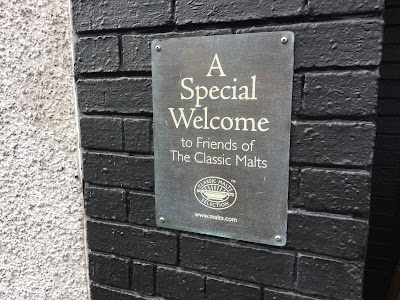 A
Special
Welcome
to Friends of
The Classic Malts
CLASSIC MALTS
SELECTION
www.malts.com